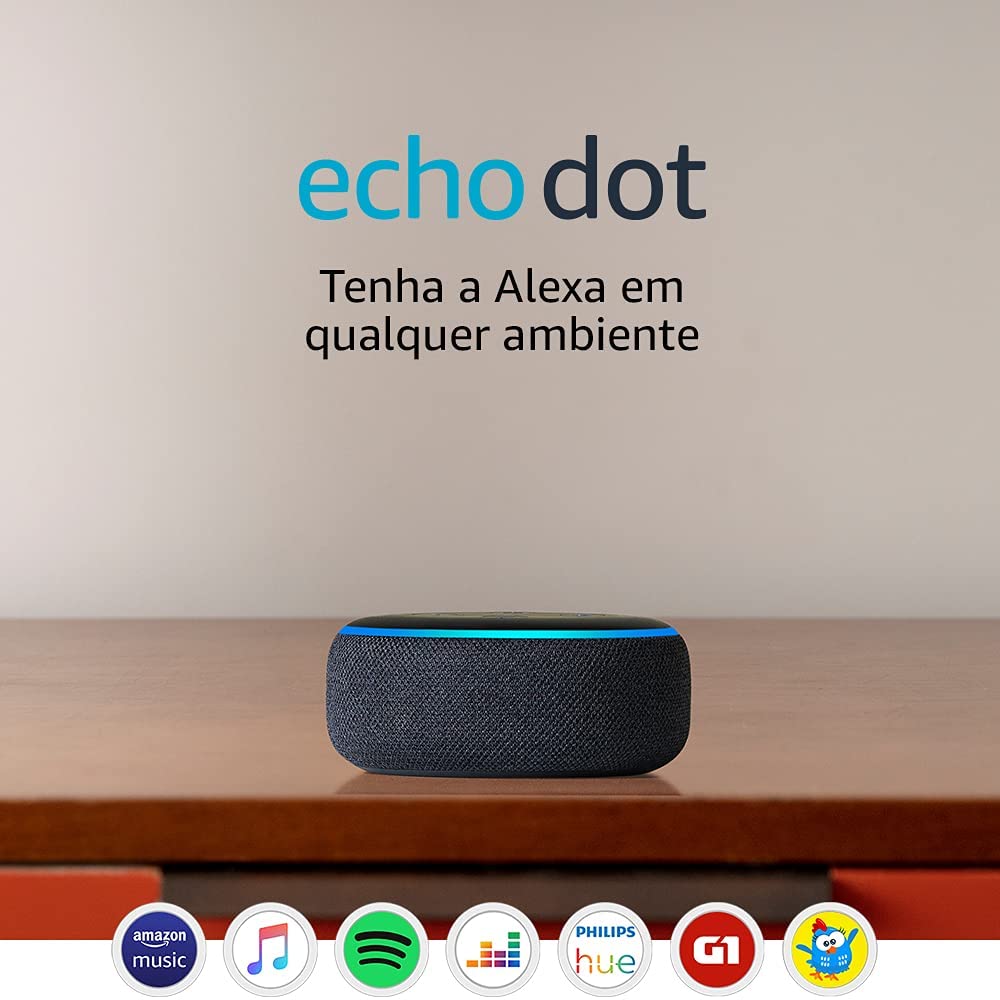 echo dot
Tenha a Alexa em
qualquer ambiente
amazon
music
PHILIPS
hue
G1